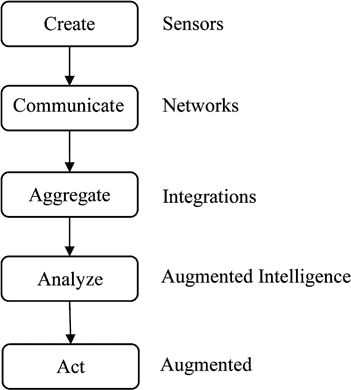 Create Sensors
Communicate Networks
Aggregate Integrations
Analyze Augmented Intelligence
Act Augmented